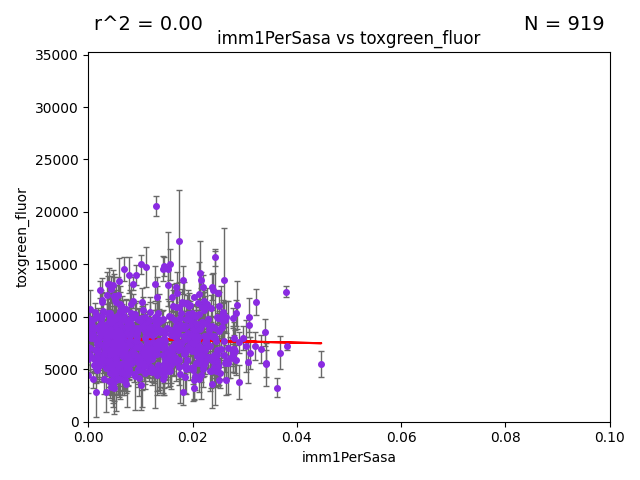 r^2 = 0.00
N = 919
imm1PerSasa vs toxgreen_fluor
35000
30000
25000
20000
15000
10000
5000
0
toxgreen_fluor
0.00
0.02
0.04
0.06
0.08
0.10
imm1PerSasa